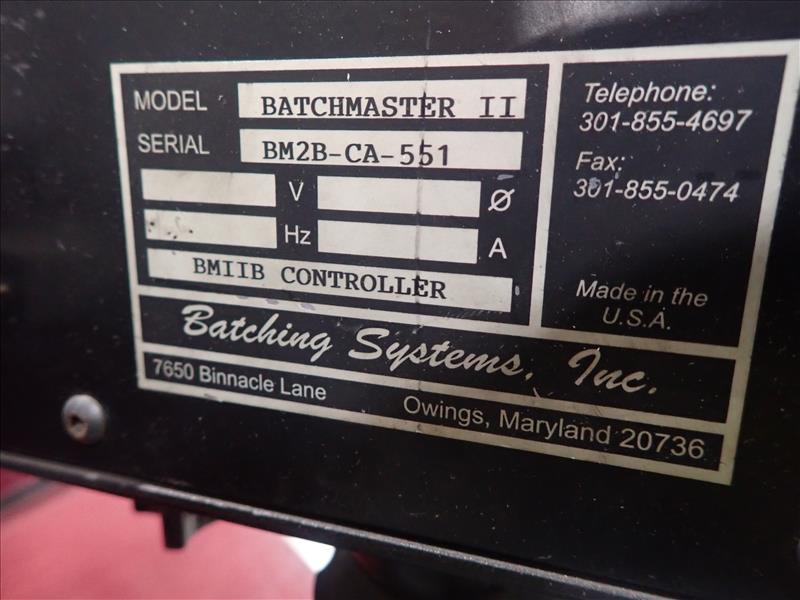 MODEL BATCHMASTER II
SERIAL BM2B-CA-551
V Ø
Hz A
BMIIB CONTROLLER
Telephone:
301-855-4697
Fax:
301-855-0474
Made in the
U.S.A.
Batching Systems, Inc.
7650 Binnacle Lane
Owings, Maryland 20736